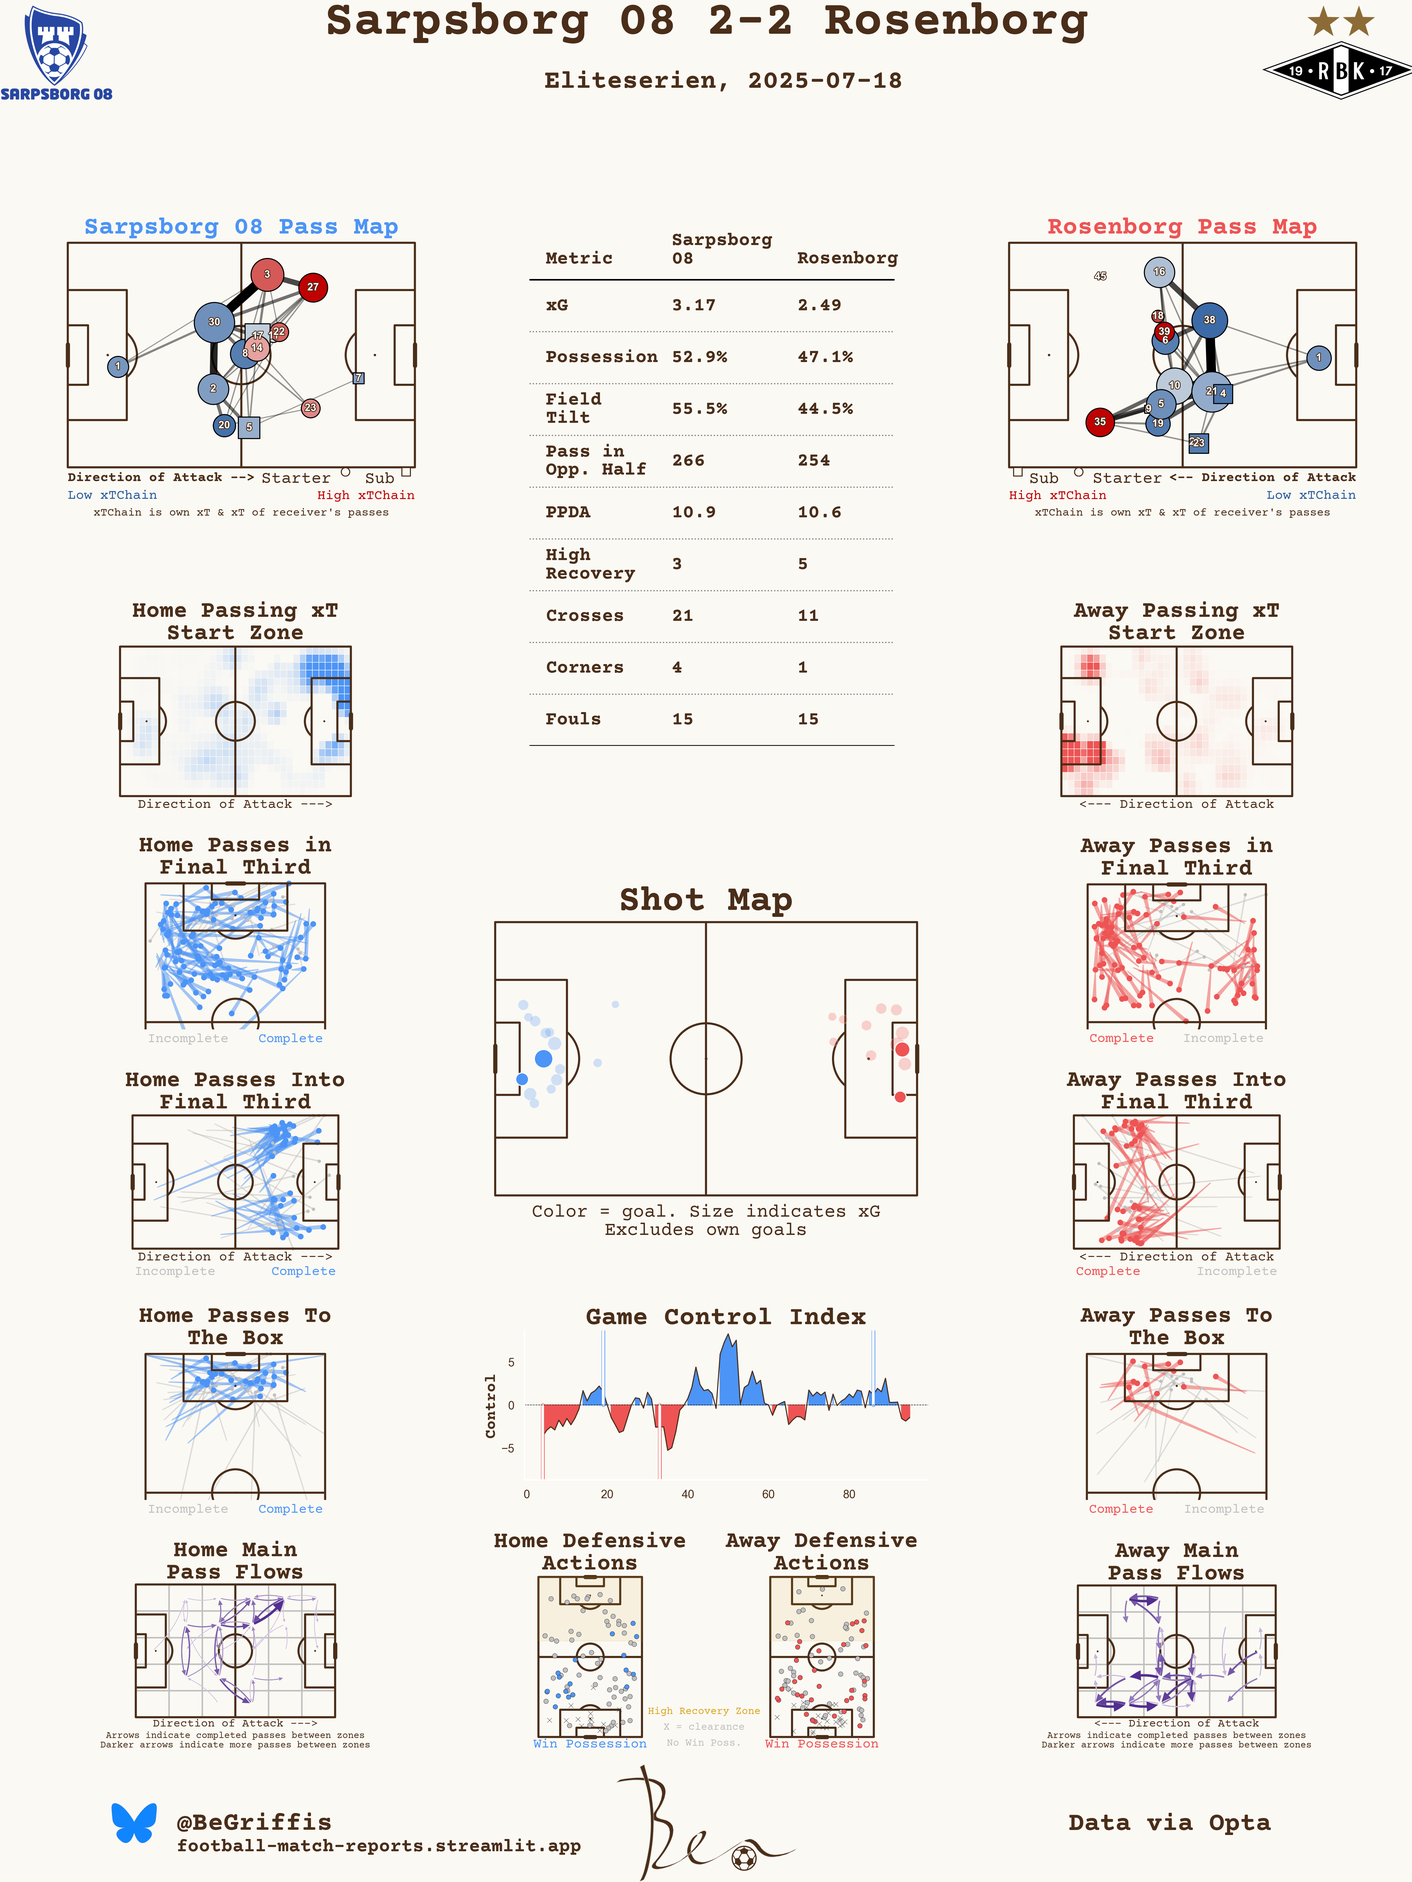 Sarpsborg 08 2-2 Rosenborg
Eliteserien, 2025-07-18
SARPSBORG 08
19 • RBK • 17
Sarpsborg 08 Pass Map
3
27
30
17
22
14
8
1
2
7
23
20
5
Direction of Attack --> Starter Sub
Low xTChain High xTChain
xTChain is own xT & xT of receiver's passes
Metric Sarpsborg 08 Rosenborg
xG 3.17 2.49
Possession 52.9% 47.1%
Field Tilt 55.5% 44.5%
Pass in Opp. Half 266 254
PPDA 10.9 10.6
High Recovery 3 5
Crosses 21 11
Corners 4 1
Fouls 15 15
Rosenborg Pass Map
45
16
18
38
39
6
1
10
21
4
5
9
35
19
23
Sub Starter <-- Direction of Attack
High xTChain Low xTChain
xTChain is own xT & xT of receiver's passes
Home Passing xT
Start Zone
Direction of Attack --->
Away Passing xT
Start Zone
<--- Direction of Attack
Home Passes in
Final Third
Incomplete Complete
Away Passes in
Final Third
Complete Incomplete
Shot Map
Color = goal. Size indicates xG
Excludes own goals
Home Passes Into
Final Third
Direction of Attack --->
Incomplete Complete
Away Passes Into
Final Third
<--- Direction of Attack
Complete Incomplete
Home Passes To
The Box
Incomplete Complete
Game Control Index
Control
5
0
−5
0 20 40 60 80
Away Passes To
The Box
Complete Incomplete
Home Main
Pass Flows
Direction of Attack --->
Arrows indicate completed passes between zones
Darker arrows indicate more passes between zones
Home Defensive
Actions
Win Possession
High Recovery Zone
X = clearance
No Win Poss.
Away Defensive
Actions
Win Possession
Away Main
Pass Flows
<--- Direction of Attack
Arrows indicate completed passes between zones
Darker arrows indicate more passes between zones
@BeGriffis
football-match-reports.streamlit.app
Ben
Data via Opta